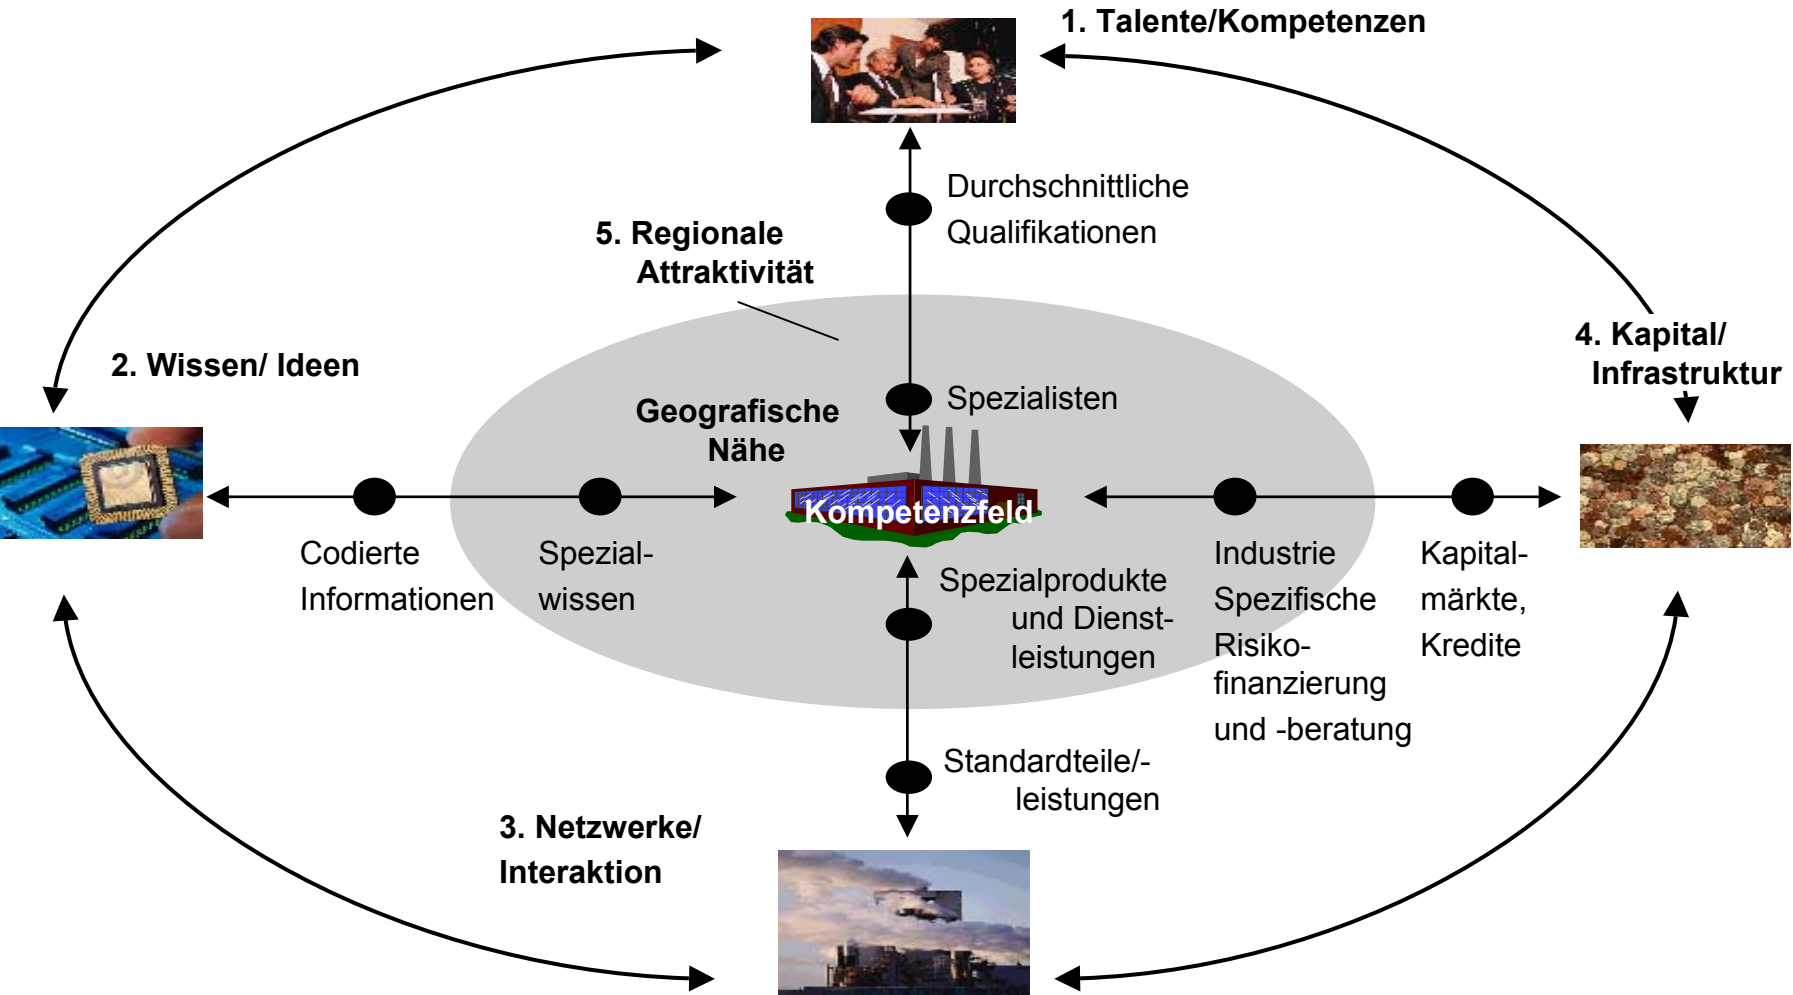 1. Talente/Kompetenzen
Durchschnittliche
Qualifikationen
5. Regionale
Attraktivität
4. Kapital/
Infrastruktur
2. Wissen/ Ideen
Geografische
Nähe
Spezialisten
Kompetenzfeld
Codierte
Informationen
Spezial-
wissen
Spezialprodukte
und Dienst-
leistungen
Industrie
Spezifische
Risiko-
finanzierung
und -beratung
Kapital-
märkte,
Kredite
Standardteile/-
leistungen
3. Netzwerke/
Interaktion